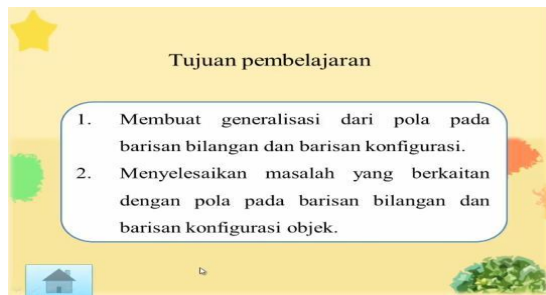 Tujuan pembelajaran
1. Membuat generalisasi dari pola pada
barisan bilangan dan barisan konfigurasi.
2. Menyelesaikan masalah yang berkaitan
dengan pola pada barisan bilangan dan
barisan konfigurasi objek.